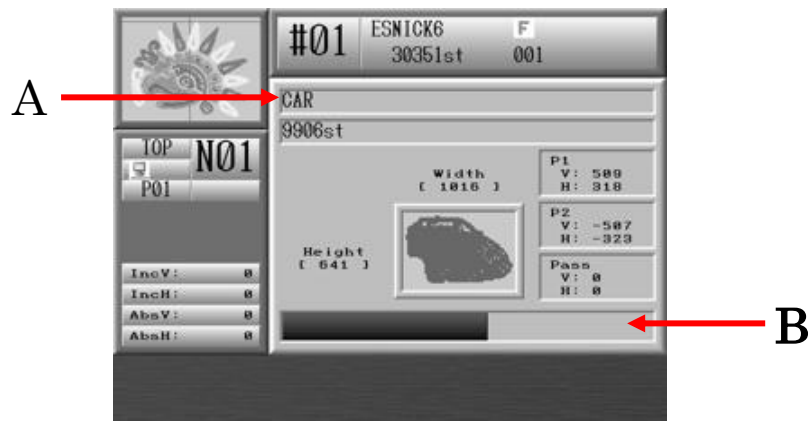 #01 ESNICK6 F
30351st 001
A
CAR
9906st
TOP N01
P01
Width
[ 1016 ]
Height
[ 641 ]
P1
V: 509
H: 318
P2
V: -507
H: -323
Pass
V: 0
H: 0
IncV: 0
IncH: 0
AbsV: 0
AbsH: 0
B